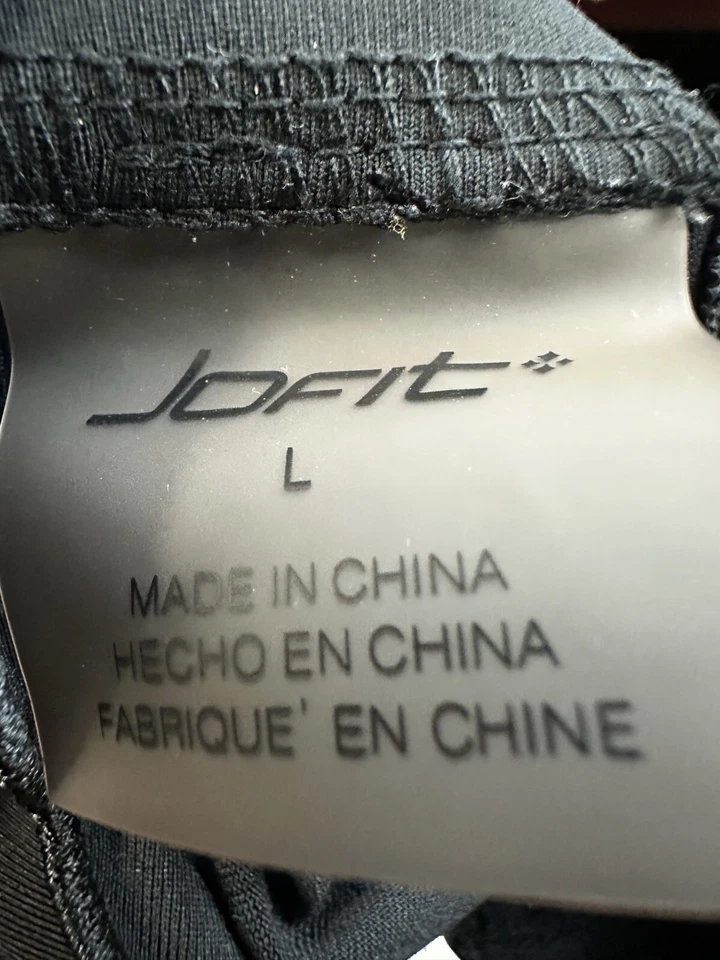 JOFIT
L
MADE IN CHINA
HECHO EN CHINA
FABRIQUE' EN CHINE